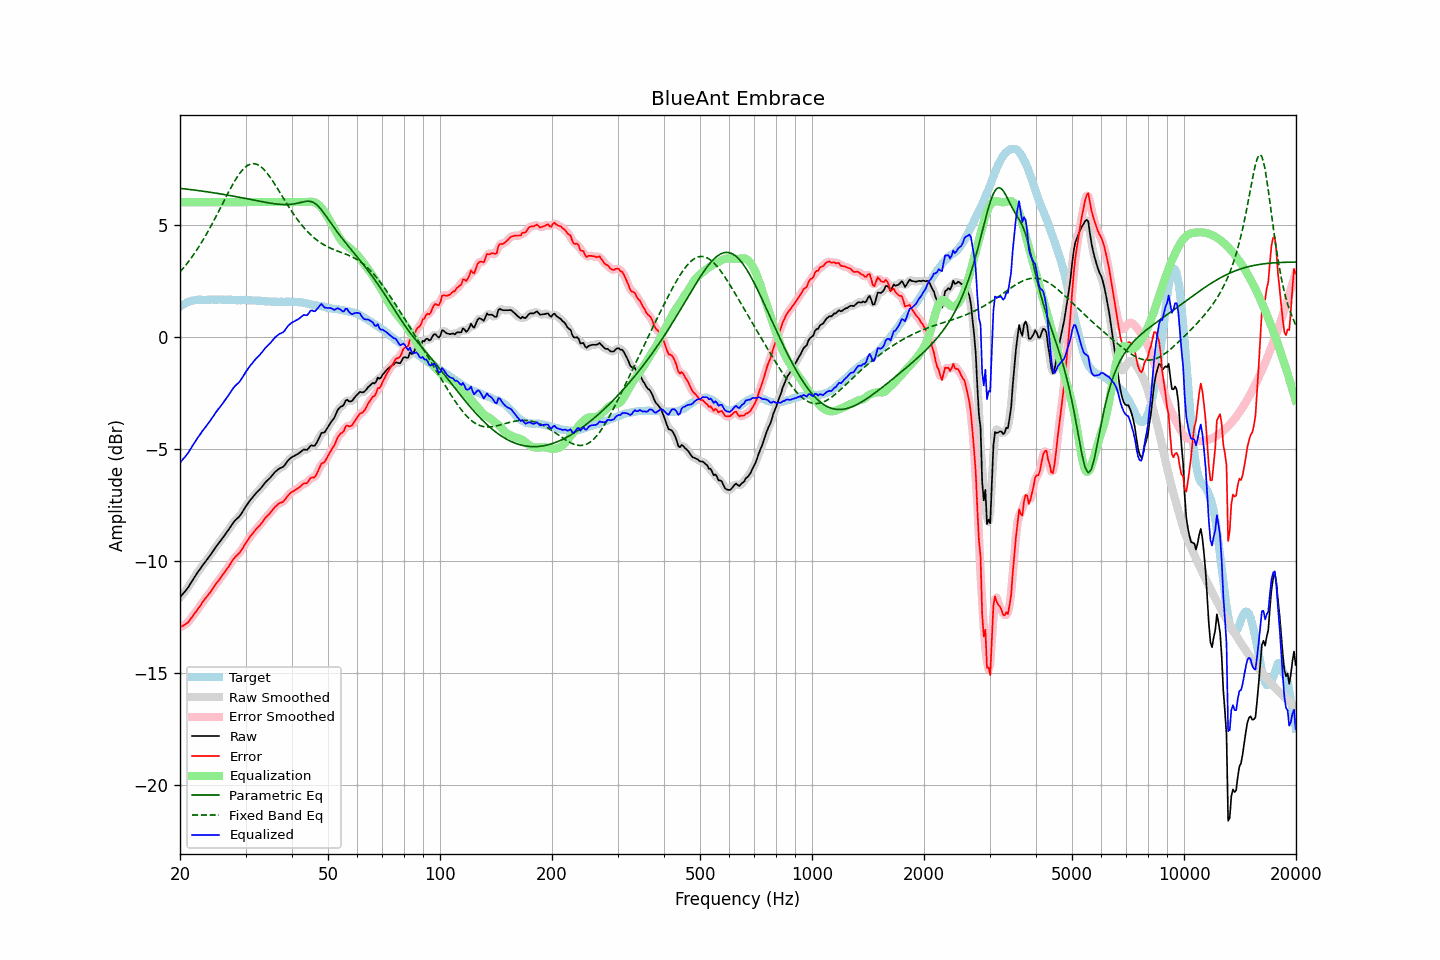 BlueAnt Embrace
Amplitude (dBr)
5
0
−5
−10
−15
−20
Target
Raw Smoothed
Error Smoothed
Raw
Error
Equalization
Parametric Eq
Fixed Band Eq
Equalized
20 50 100 200 500 1000 2000 5000 10000 20000
Frequency (Hz)